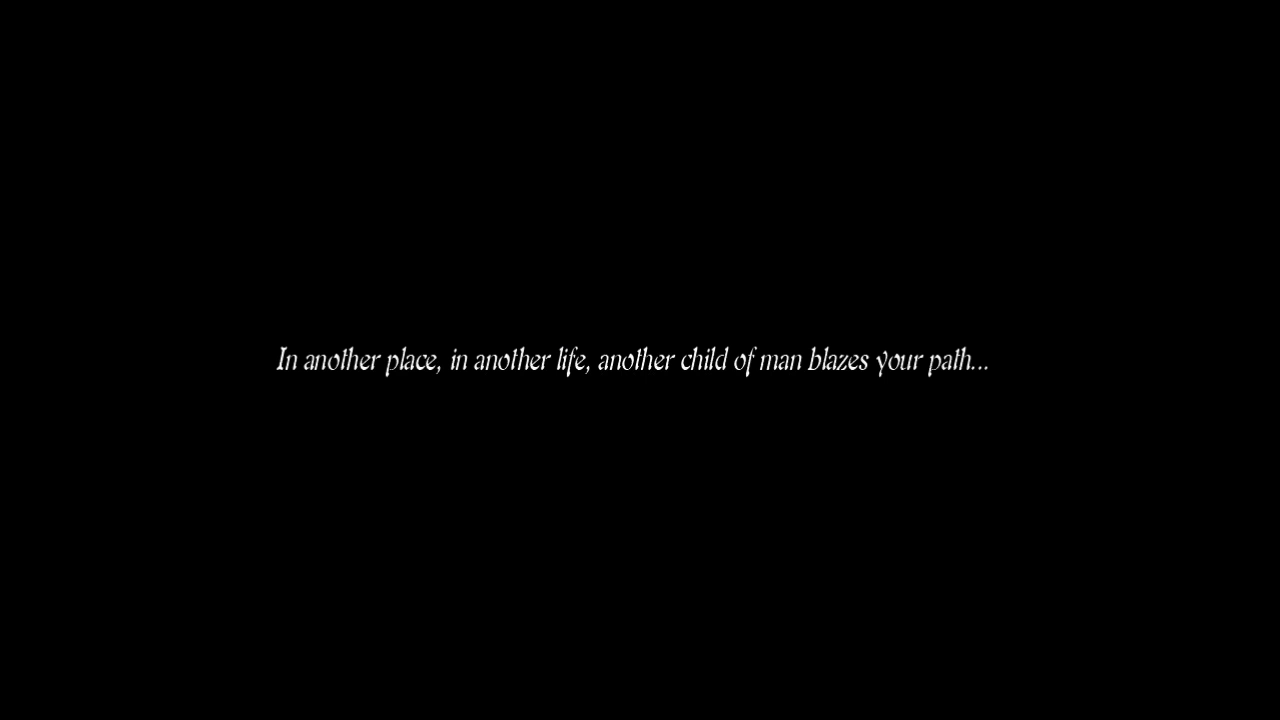 In another place, in another life, another child of man blazes your path...